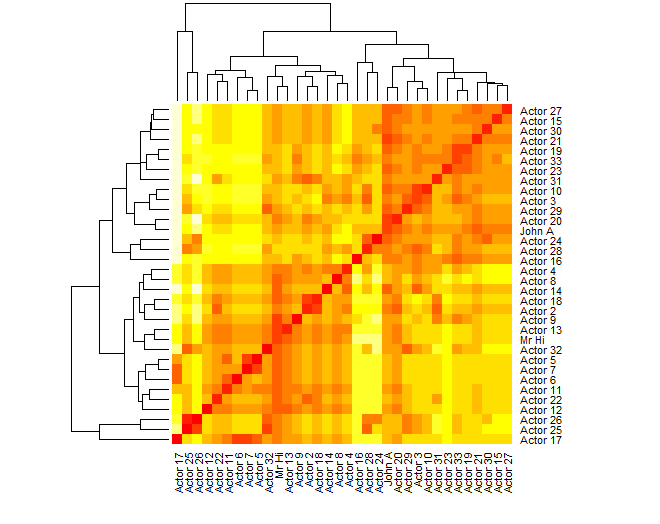 Actor 27
Actor 15
Actor 30
Actor 21
Actor 19
Actor 33
Actor 23
Actor 31
Actor 10
Actor 3
Actor 29
Actor 20
John A
Actor 24
Actor 28
Actor 16
Actor 4
Actor 8
Actor 14
Actor 18
Actor 2
Actor 9
Actor 13
Mr Hi
Actor 32
Actor 5
Actor 7
Actor 6
Actor 11
Actor 22
Actor 12
Actor 26
Actor 25
Actor 17
Actor 17
Actor 25
Actor 26
Actor 12
Actor 22
Actor 11
Actor 6
Actor 7
Actor 5
Actor 32
Mr Hi
Actor 13
Actor 9
Actor 2
Actor 18
Actor 14
Actor 8
Actor 4
Actor 16
Actor 28
Actor 24
John A
Actor 20
Actor 29
Actor 3
Actor 10
Actor 31
Actor 23
Actor 33
Actor 19
Actor 21
Actor 30
Actor 15
Actor 27